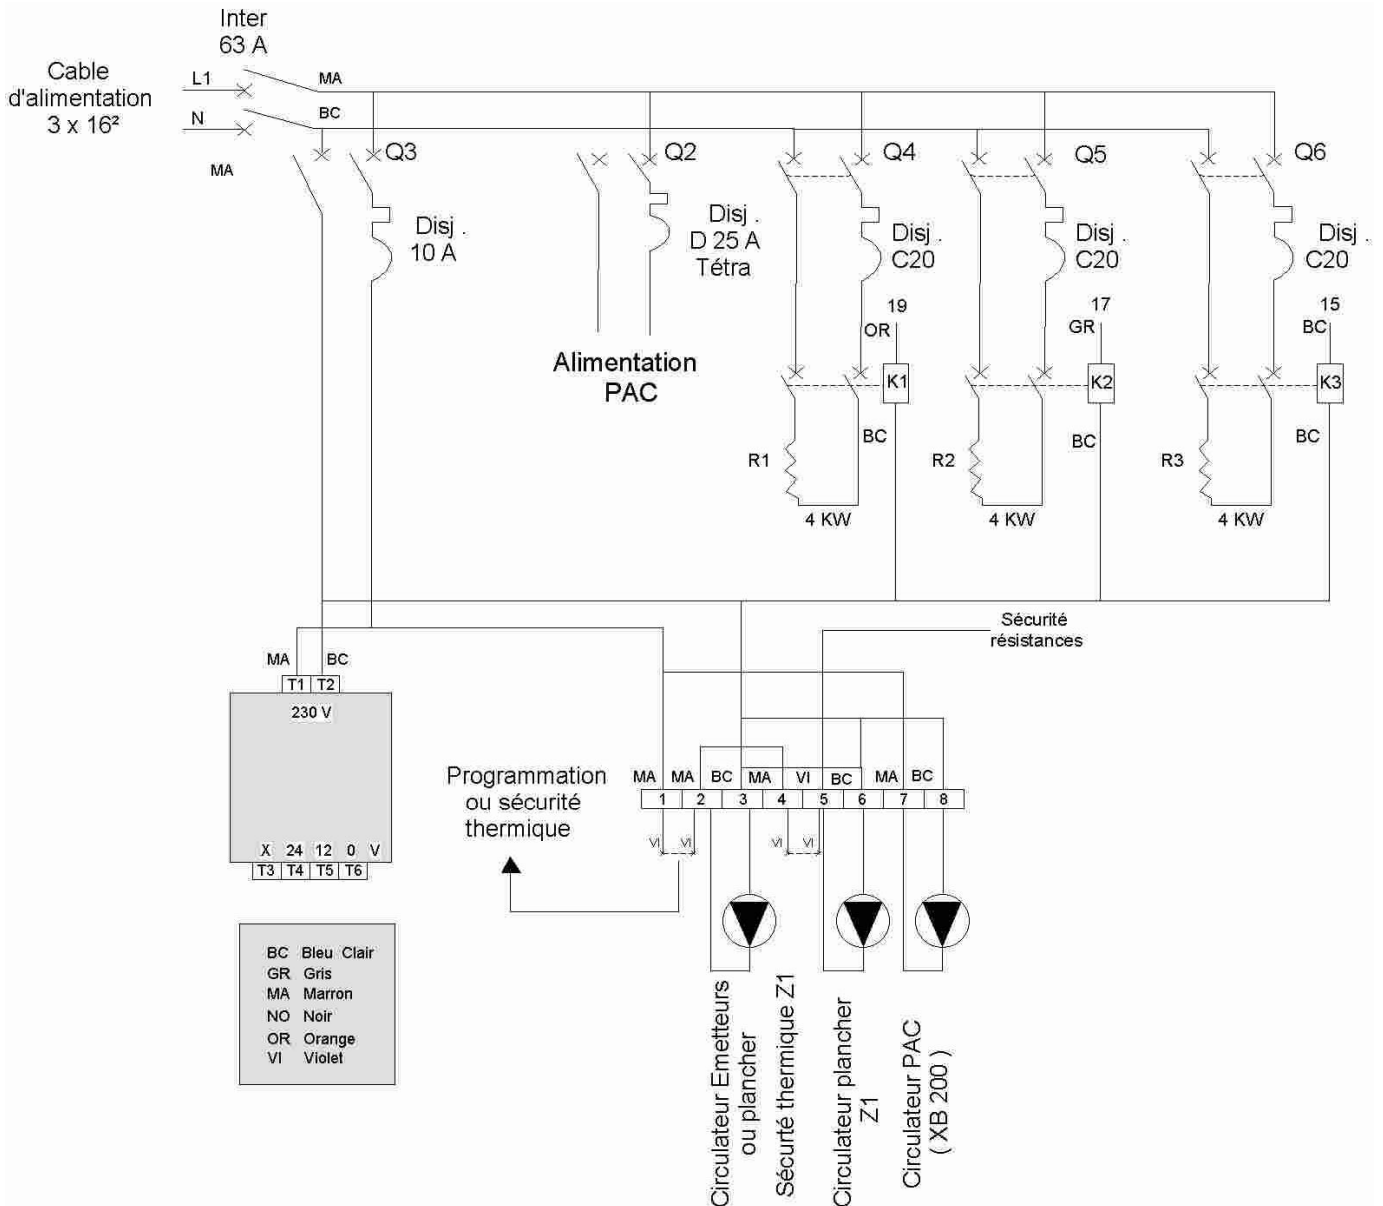 Inter
63 A
Cable
d'alimentation
3 x 16²
L1
MA
N
BC
MA
Q3
Q2
Q4
Q5
Q6
Disj .
10 A
Disj .
D 25 A
Tétra
Disj .
C20
Disj .
C20
Disj .
C20
19
17
15
OR
GR
BC
Alimentation
PAC
K1
K2
K3
BC
BC
BC
R1
R2
R3
4 KW
4 KW
4 KW
Sécurité
résistances
MA
BC
T1 T2
230 V
X 24 12 0 V
T3 T4 T5 T6
Programmation
ou sécurité
thermique
MA MA BC MA VI BC MA BC
1 2 3 4 5 6 7 8
VI VI VI VI
BC Bleu Clair
GR Gris
MA Marron
NO Noir
OR Orange
VI Violet
Circulateur Emetteurs
ou plancher
Sécurté thermique Z1
Circulateur plancher
Z1
Circulateur PAC
( XB 200 )